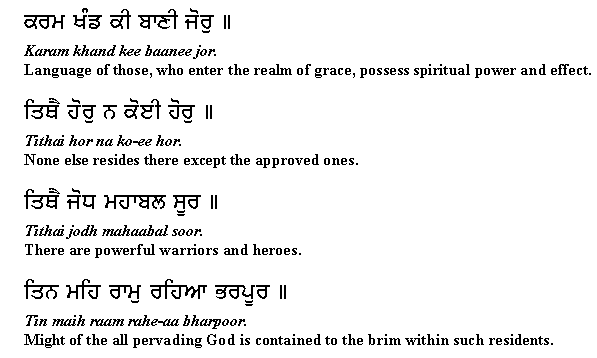 ਕਰਮ ਖੰਡ ਕੀ ਬਾਣੀ ਜੋਰੁ ॥
Karam khand kee baanee jor.
Language of those, who enter the realm of grace, possess spiritual power and effect.
ਤਿਥੈ ਹੋਰੁ ਨ ਕੋਈ ਹੋਰੁ ॥
Tithai hor na ko-ee hor.
None else resides there except the approved ones.
ਤਿਥੈ ਜੋਧ ਮਹਾਬਲ ਸੂਰ ॥
Tithai jodh mahaabal soor.
There are powerful warriors and heroes.
ਤਿਨ ਮਹਿ ਰਾਮੁ ਰਹਿਆ ਭਰਪੂਰ ॥
Tin maih raam rahe-aa bharpoor.
Might of the all pervading God is contained to the brim within such residents.